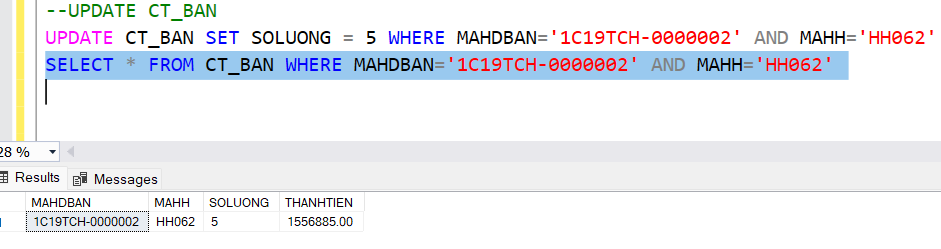 --UPDATE CT_BAN
UPDATE CT_BAN SET SOLUONG = 5 WHERE MAHDBAN='1C19TCH-0000002' AND MAHH='HH062'
SELECT * FROM CT_BAN WHERE MAHDBAN='1C19TCH-0000002' AND MAHH='HH062'
28 %
Results Messages
MAHDBAN MAHH SOLUONG THANHTIEN
1C19TCH-0000002 HH062 5 1556885.00